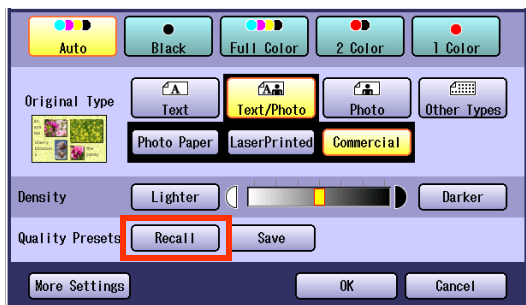 Auto Black Full Color 2 Color 1 Color
Original Type Text Text/Photo Photo Other Types
Photo Paper LaserPrinted Commercial
Density Lighter Darker
Quality Presets Recall Save
More Settings OK Cancel